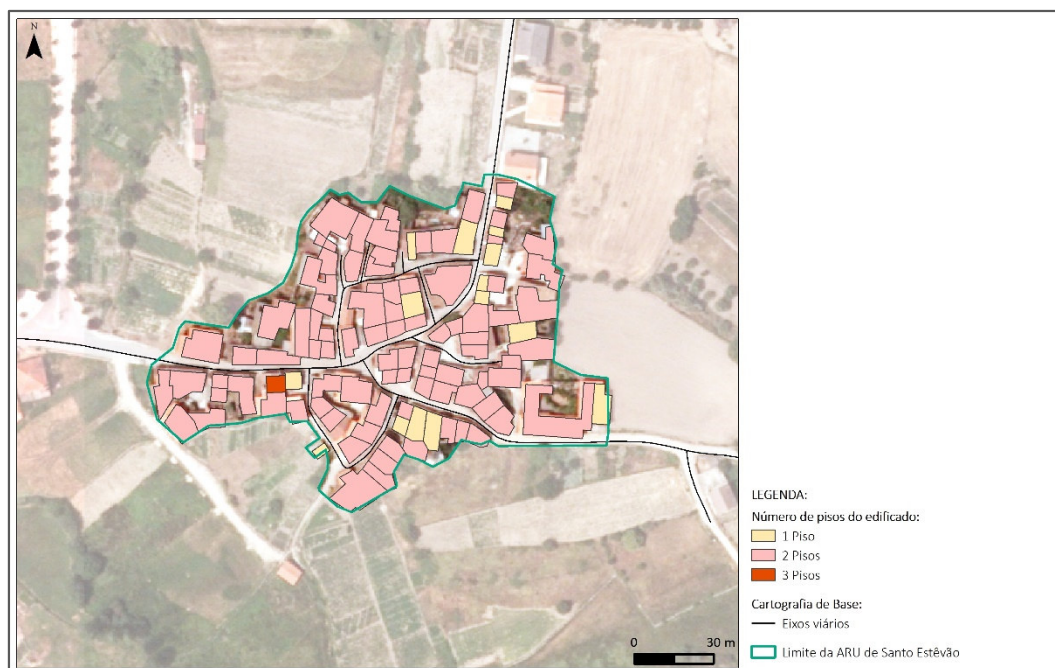 N
LEGENDA:
Número de pisos do edificado:
1 Piso
2 Pisos
3 Pisos
Cartografia de Base:
Eixos viários
Limite da ARU de Santo Estêvão
0 30 m